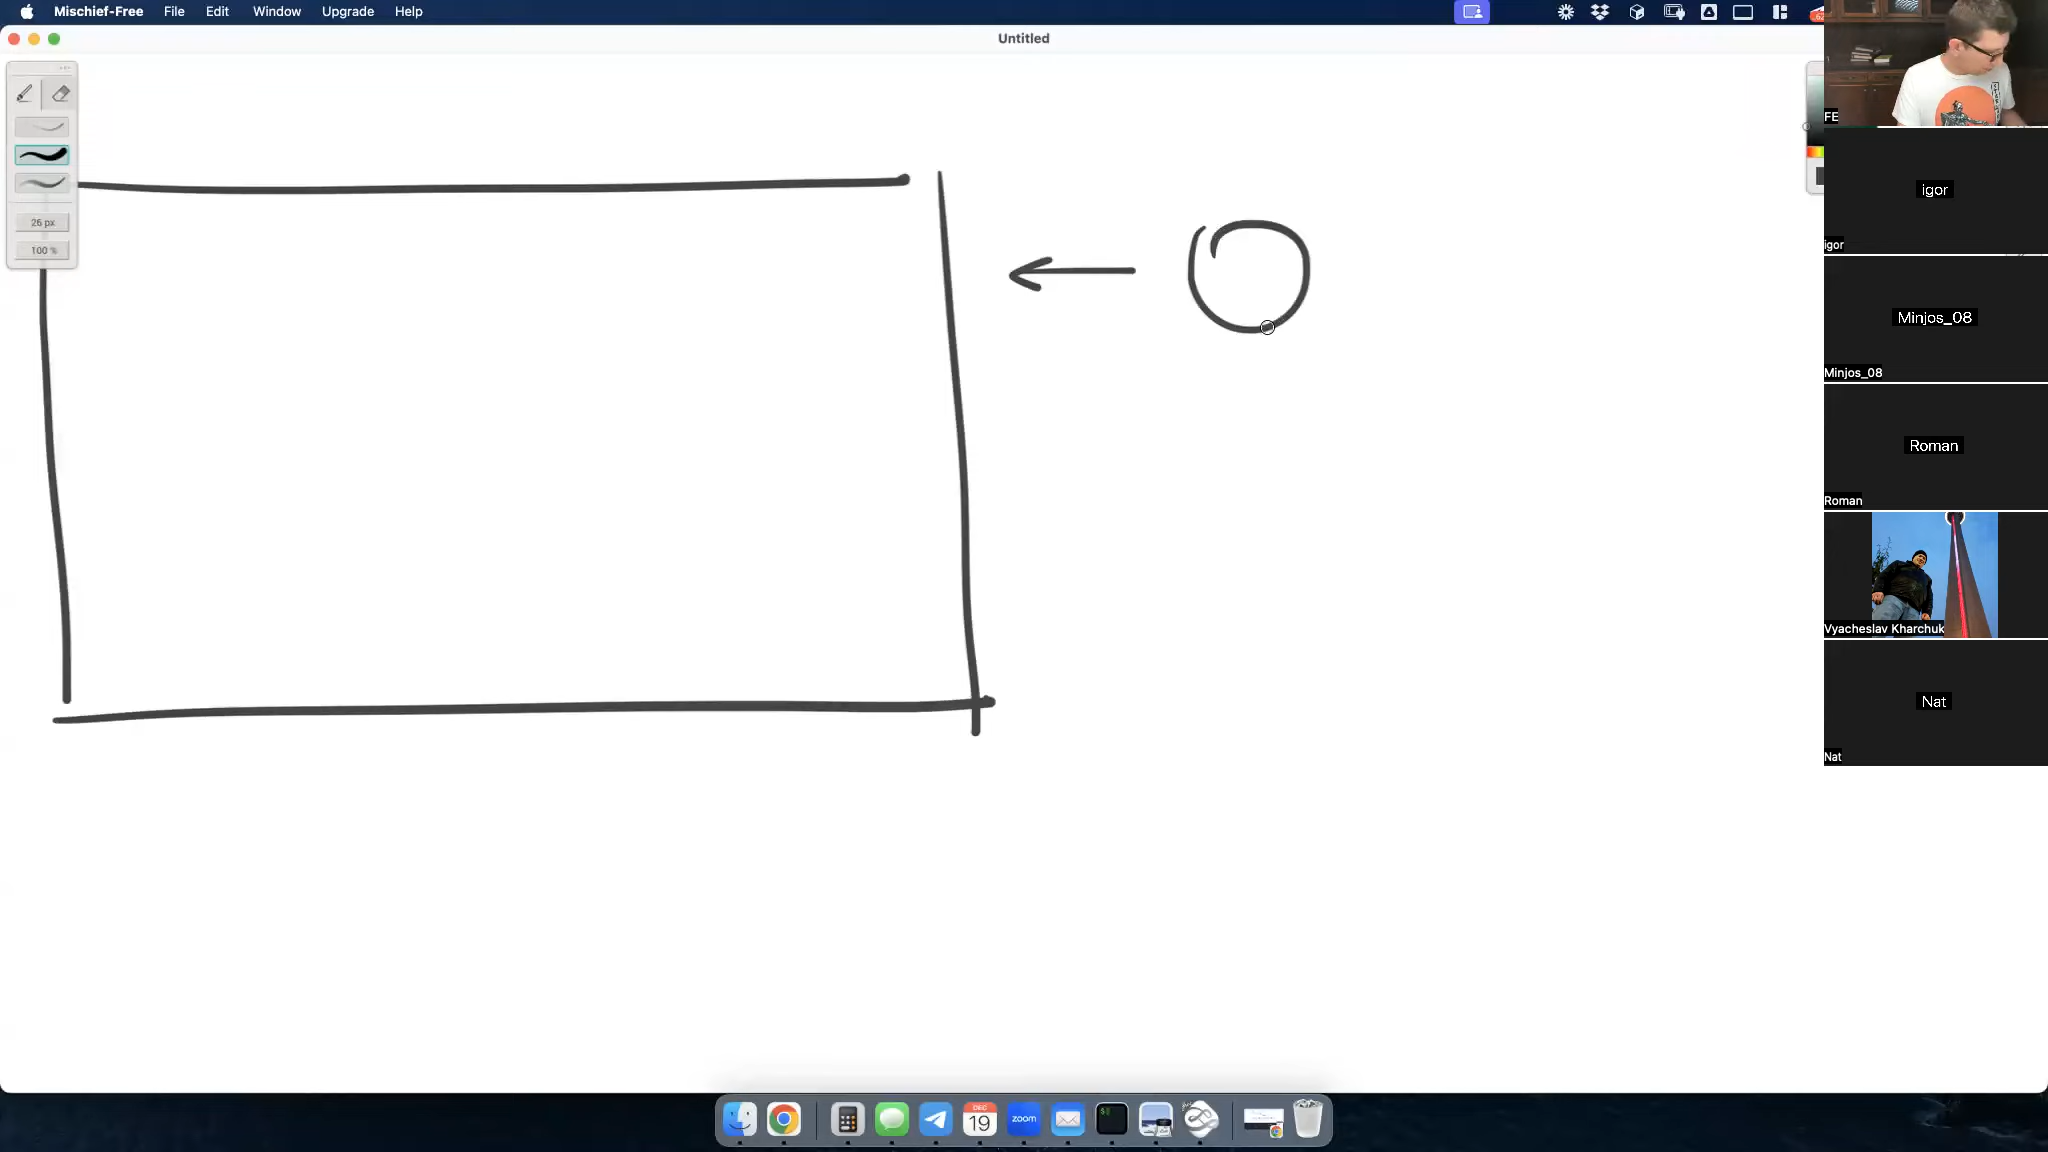 Mischief-Free File Edit Window Upgrade Help
Untitled
26 px
100 %
FE
igor
igor
Minjos_08
Minjos_08
Roman
Roman
Vyacheslav Kharchuk
Nat
Nat
DEC
19
zoom